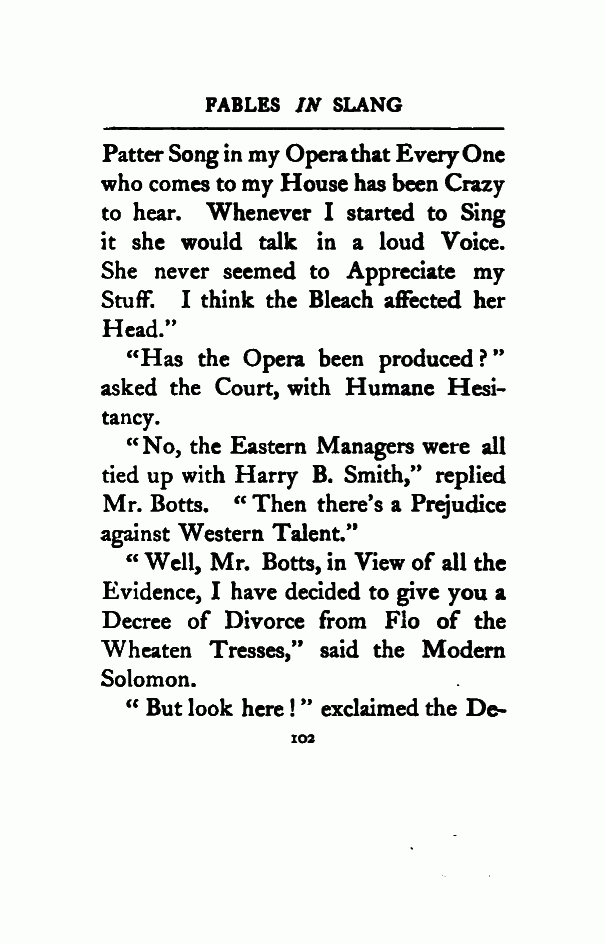 FABLES IN SLANG
Patter Song in my Opera that Every One
who comes to my House has been Crazy
to hear. Whenever I started to Sing
it she would talk in a loud Voice.
She never seemed to Appreciate my
Stuff. I think the Bleach affected her
Head.”
“Has the Opera been produced?”
asked the Court, with Humane Hesi-
tancy.
“No, the Eastern Managers were all
tied up with Harry B. Smith,” replied
Mr. Botts. “Then there’s a Prejudice
against Western Talent.”
“Well, Mr. Botts, in View of all the
Evidence, I have decided to give you a
Decree of Divorce from Flo of the
Wheaten Tresses,” said the Modern
Solomon.
“But look here!” exclaimed the De-
102